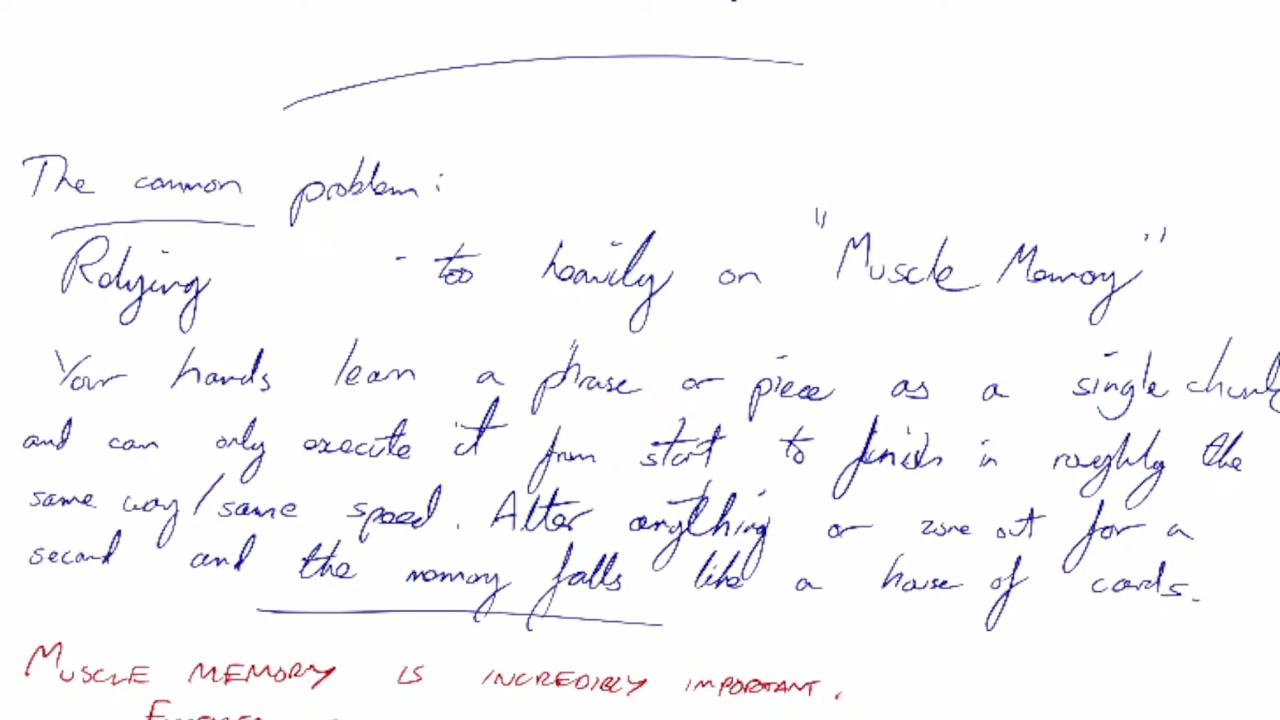 The common problem:
Relying - too heavily on "Muscle Memory"
Your hands learn a phrase or piece as a single chunk
and can only execute it from start to finish in roughly the
same way/same speed. Alter anything or zone out for a
second and the memory falls like a house of cards.
MUSCLE MEMORY IS INCREDIBLY IMPORTANT.